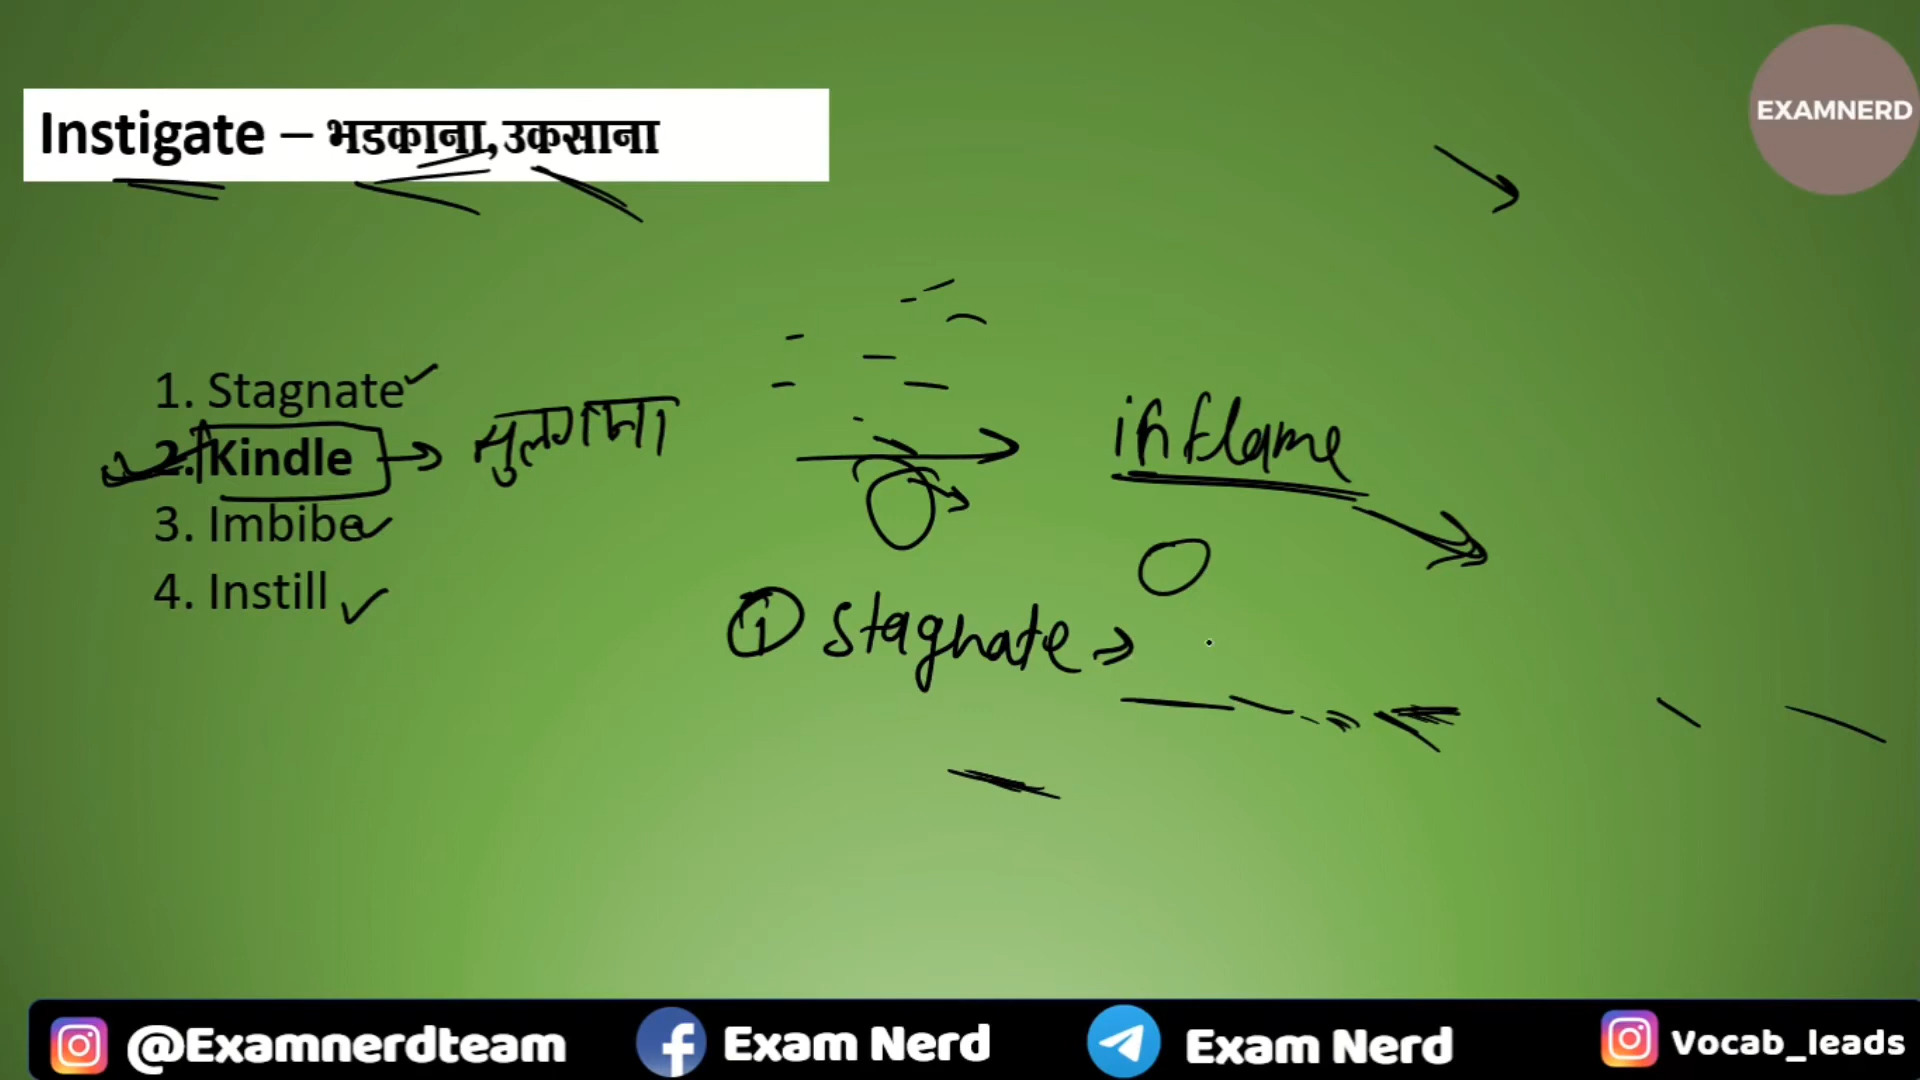 EXAMNERD
Instigate – भडकाना, उकसाना
1. Stagnate
2. Kindle → सुलगाना
inflame
3. Imbibe
4. Instill
① Stagnate →
@Examnerdteam
Exam Nerd
Exam Nerd
Vocab_leads